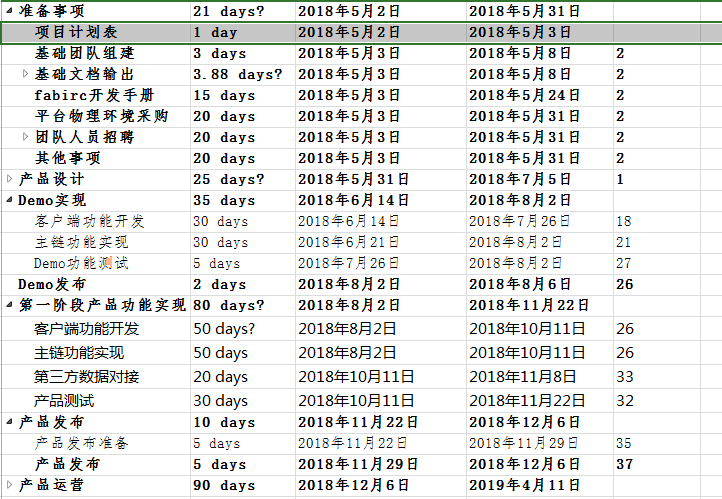 准备事项 21 days? 2018年5月2日 2018年5月31日
项目计划表 1 day 2018年5月2日 2018年5月3日
基础团队组建 3 days 2018年5月3日 2018年5月8日 2
基础文档输出 3.88 days? 2018年5月3日 2018年5月8日 2
fabirc开发手册 15 days 2018年5月3日 2018年5月24日 2
平台物理环境采购 20 days 2018年5月3日 2018年5月31日 2
团队人员招聘 20 days 2018年5月3日 2018年5月31日 2
其他事项 20 days 2018年5月3日 2018年5月31日 2
产品设计 25 days? 2018年5月31日 2018年7月5日 1
Demo实现 35 days 2018年6月14日 2018年8月2日
客户端功能开发 30 days 2018年6月14日 2018年7月26日 18
主链功能实现 30 days 2018年6月21日 2018年8月2日 21
Demo功能测试 5 days 2018年7月26日 2018年8月2日 27
Demo发布 2 days 2018年8月2日 2018年8月6日 26
第一阶段产品功能实现 80 days? 2018年8月2日 2018年11月22日
客户端功能开发 50 days? 2018年8月2日 2018年10月11日 26
主链功能实现 50 days 2018年8月2日 2018年10月11日 26
第三方数据对接 20 days 2018年10月11日 2018年11月8日 33
产品测试 30 days 2018年10月11日 2018年11月22日 32
产品发布 10 days 2018年11月22日 2018年12月6日
产品发布准备 5 days 2018年11月22日 2018年11月29日 35
产品发布 5 days 2018年11月29日 2018年12月6日 37
产品运营 90 days 2018年12月6日 2019年4月11日